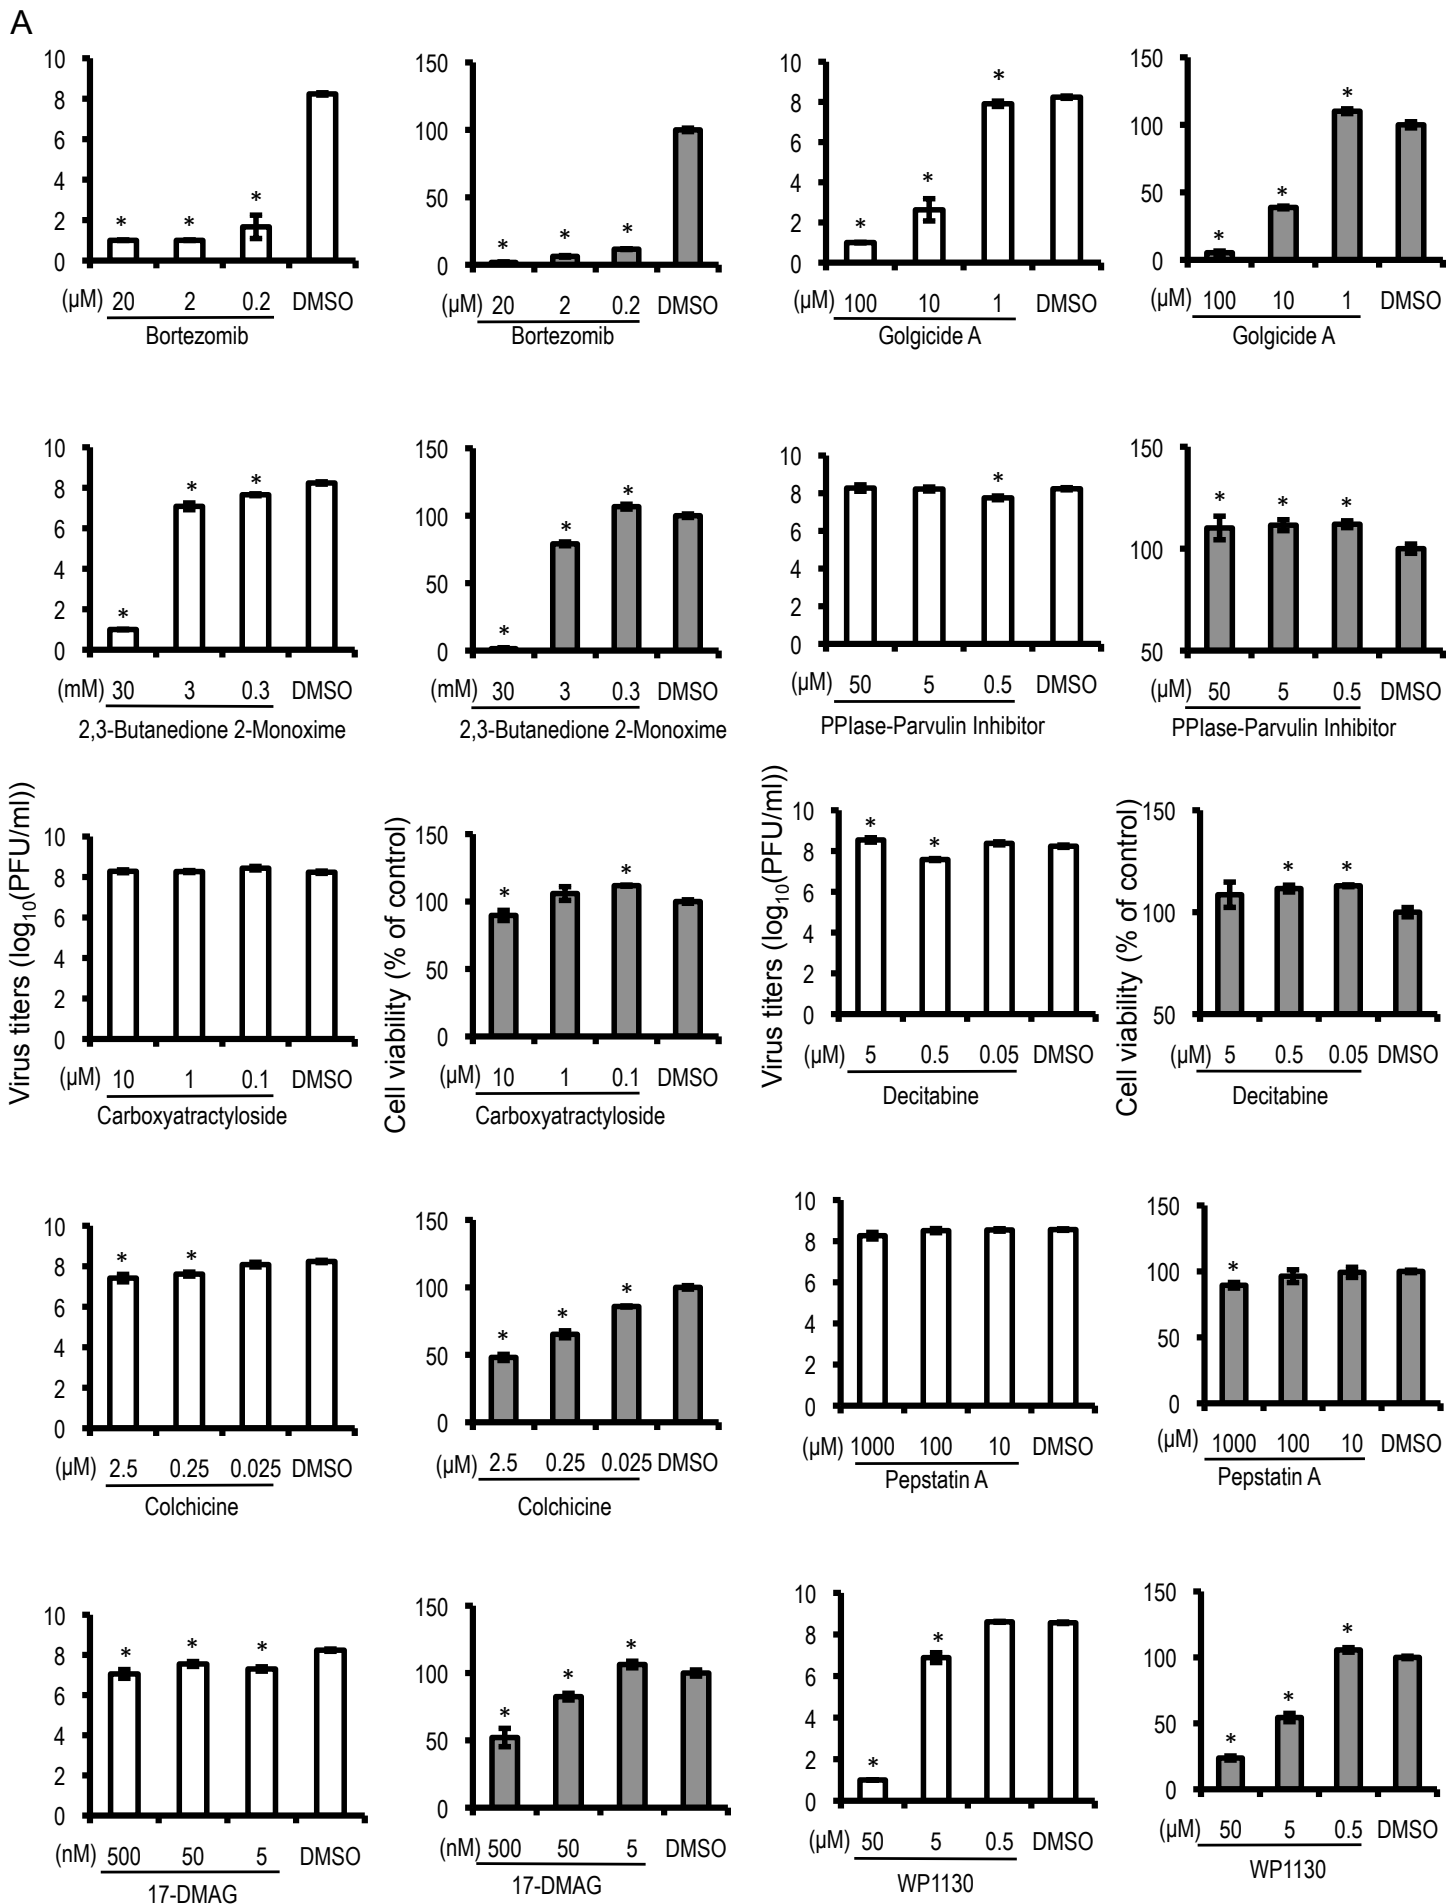 A
10 8 6 4 2 0
* * *
(µM) 20 2 0.2 DMSO
Bortezomib
150 100 50 0
* * *
(µM) 20 2 0.2 DMSO
Bortezomib
10 8 6 4 2 0
* * *
(µM) 100 10 1 DMSO
Golgicide A
150 100 50 0
* * *
(µM) 100 10 1 DMSO
Golgicide A
10 8 6 4 2 0
* * *
(mM) 30 3 0.3 DMSO
2,3-Butanedione 2-Monoxime
150 100 50 0
* * *
(mM) 30 3 0.3 DMSO
2,3-Butanedione 2-Monoxime
10 8 6 4 2 0
*
(µM) 50 5 0.5 DMSO
PPIase-Parvulin Inhibitor
150 100 50
* * *
(µM) 50 5 0.5 DMSO
PPIase-Parvulin Inhibitor
Virus titers (log10(PFU/ml))
10 8 6 4 2 0
(µM) 10 1 0.1 DMSO
Carboxyatractyloside
Cell viability (% of control)
150 100 50 0
* *
(µM) 10 1 0.1 DMSO
Carboxyatractyloside
Virus titers (log10(PFU/ml))
10 8 6 4 2 0
* *
(µM) 5 0.5 0.05 DMSO
Decitabine
Cell viability (% of control)
150 100 50
* *
(µM) 5 0.5 0.05 DMSO
Decitabine
10 8 6 4 2 0
* *
(µM) 2.5 0.25 0.025 DMSO
Colchicine
150 100 50 0
* * *
(µM) 2.5 0.25 0.025 DMSO
Colchicine
10 8 6 4 2 0
(µM) 1000 100 10 DMSO
Pepstatin A
150 100 50 0
*
(µM) 1000 100 10 DMSO
Pepstatin A
10 8 6 4 2 0
* * *
(nM) 500 50 5 DMSO
17-DMAG
150 100 50 0
* * *
(nM) 500 50 5 DMSO
17-DMAG
10 8 6 4 2 0
* *
(µM) 50 5 0.5 DMSO
WP1130
150 100 50 0
* * *
(µM) 50 5 0.5 DMSO
WP1130